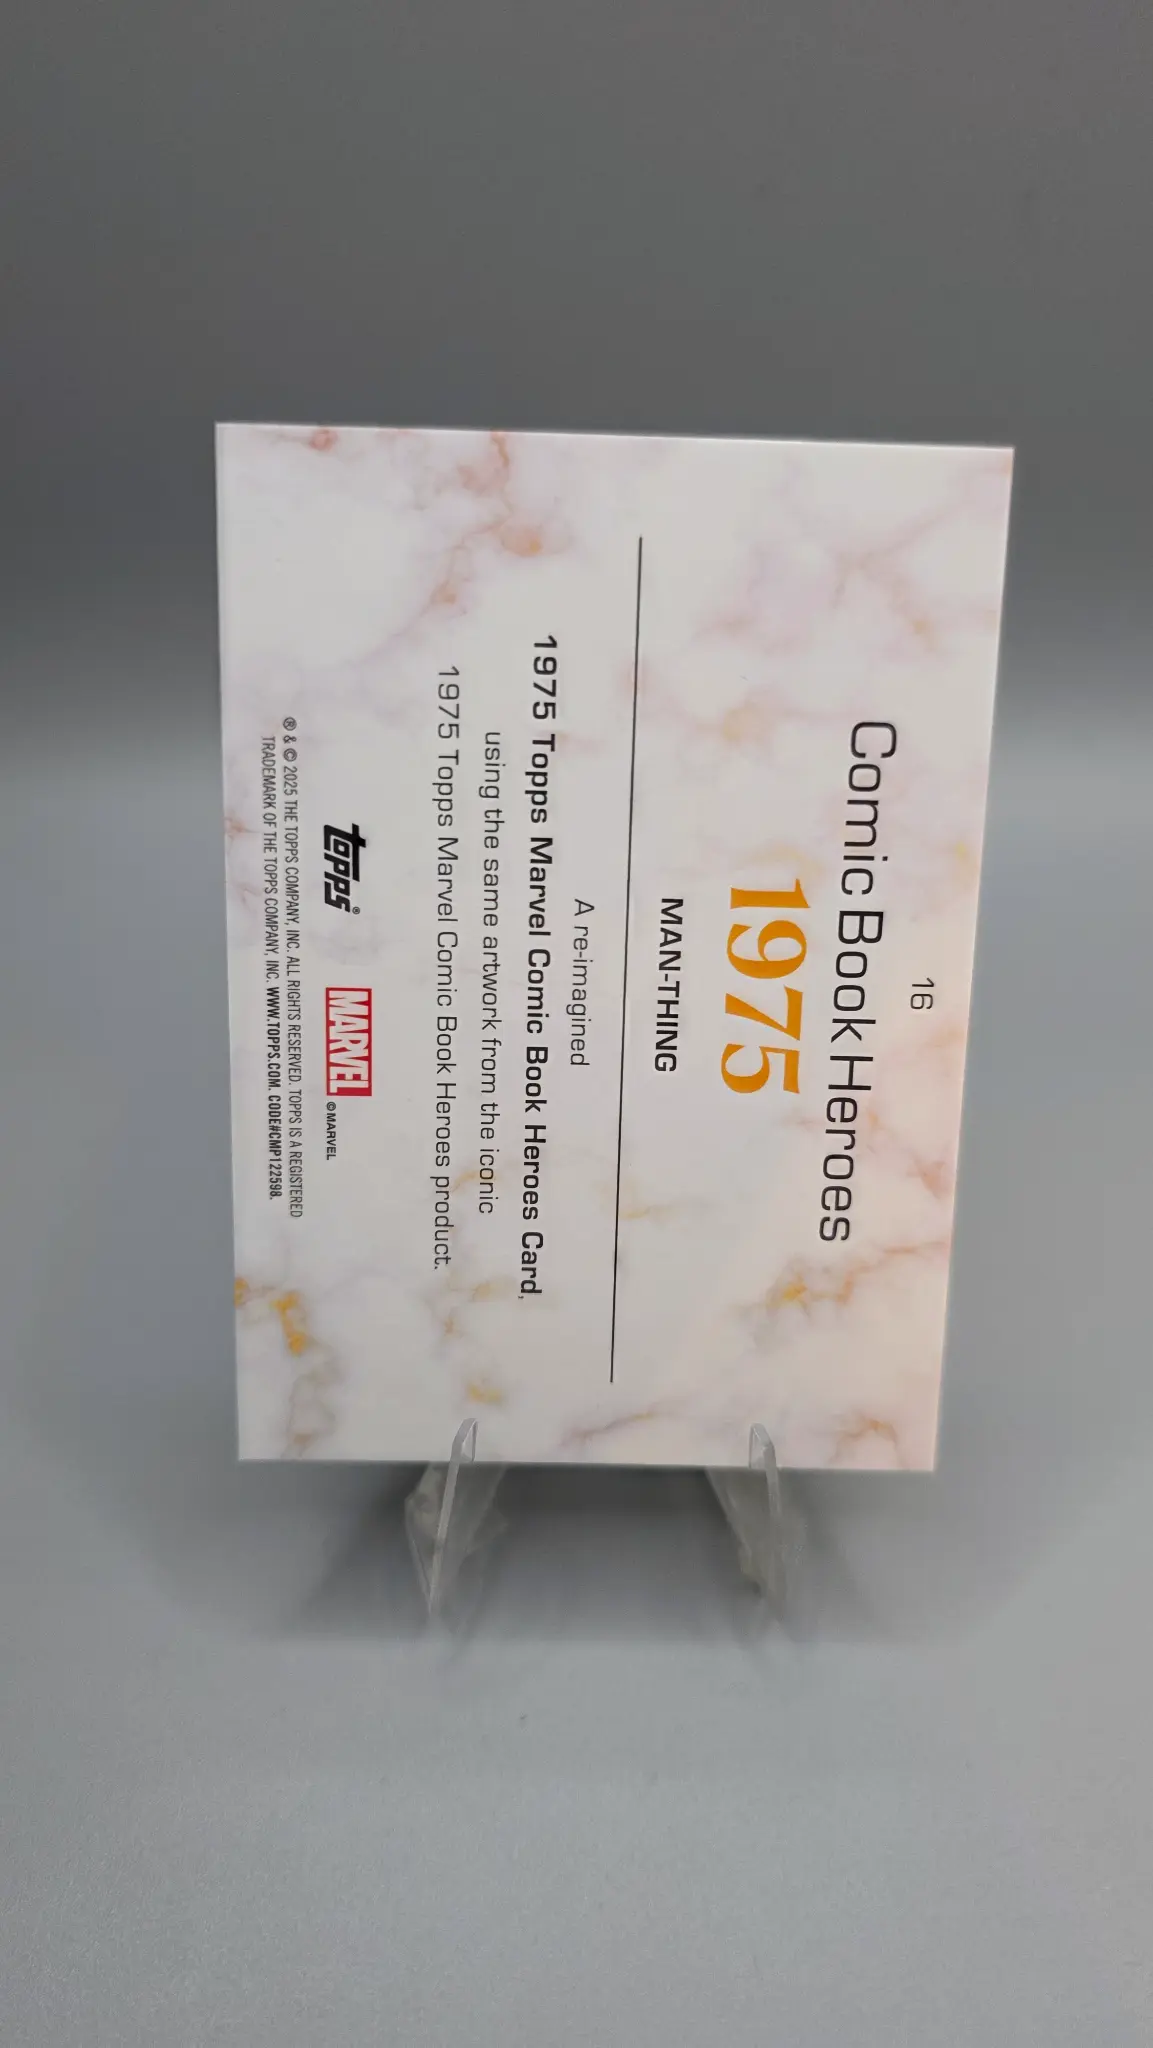 16
Comic Book Heroes
1975
MAN-THING
A re-imagined
1975 Topps Marvel Comic Book Heroes Card,
using the same artwork from the iconic
1975 Topps Marvel Comic Book Heroes product.
topps® MARVEL ©MARVEL
® & © 2025 THE TOPPS COMPANY, INC. ALL RIGHTS RESERVED. TOPPS IS A REGISTERED
TRADEMARK OF THE TOPPS COMPANY, INC. WWW.TOPPS.COM. CODE#CMP122598.